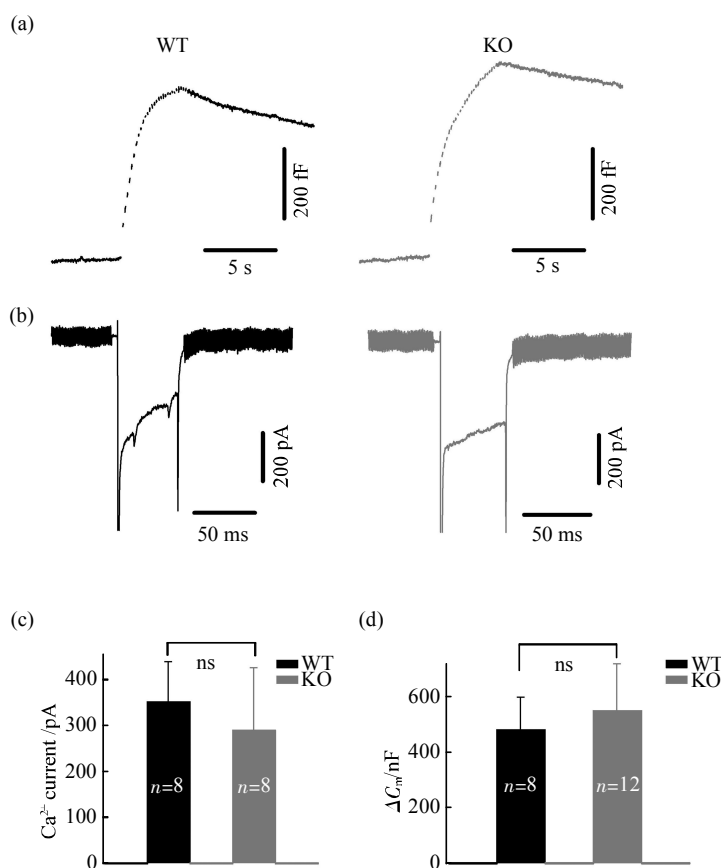 (a)
WT
KO
200 fF
200 fF
5 s
5 s
(b)
200 pA
200 pA
50 ms
50 ms
(c)
(d)
ns
WT
KO
ns
WT
KO
Ca²⁺ current /pA
400
300
200
100
0
n=8
n=8
ΔCm/nF
600
400
200
0
n=8
n=12